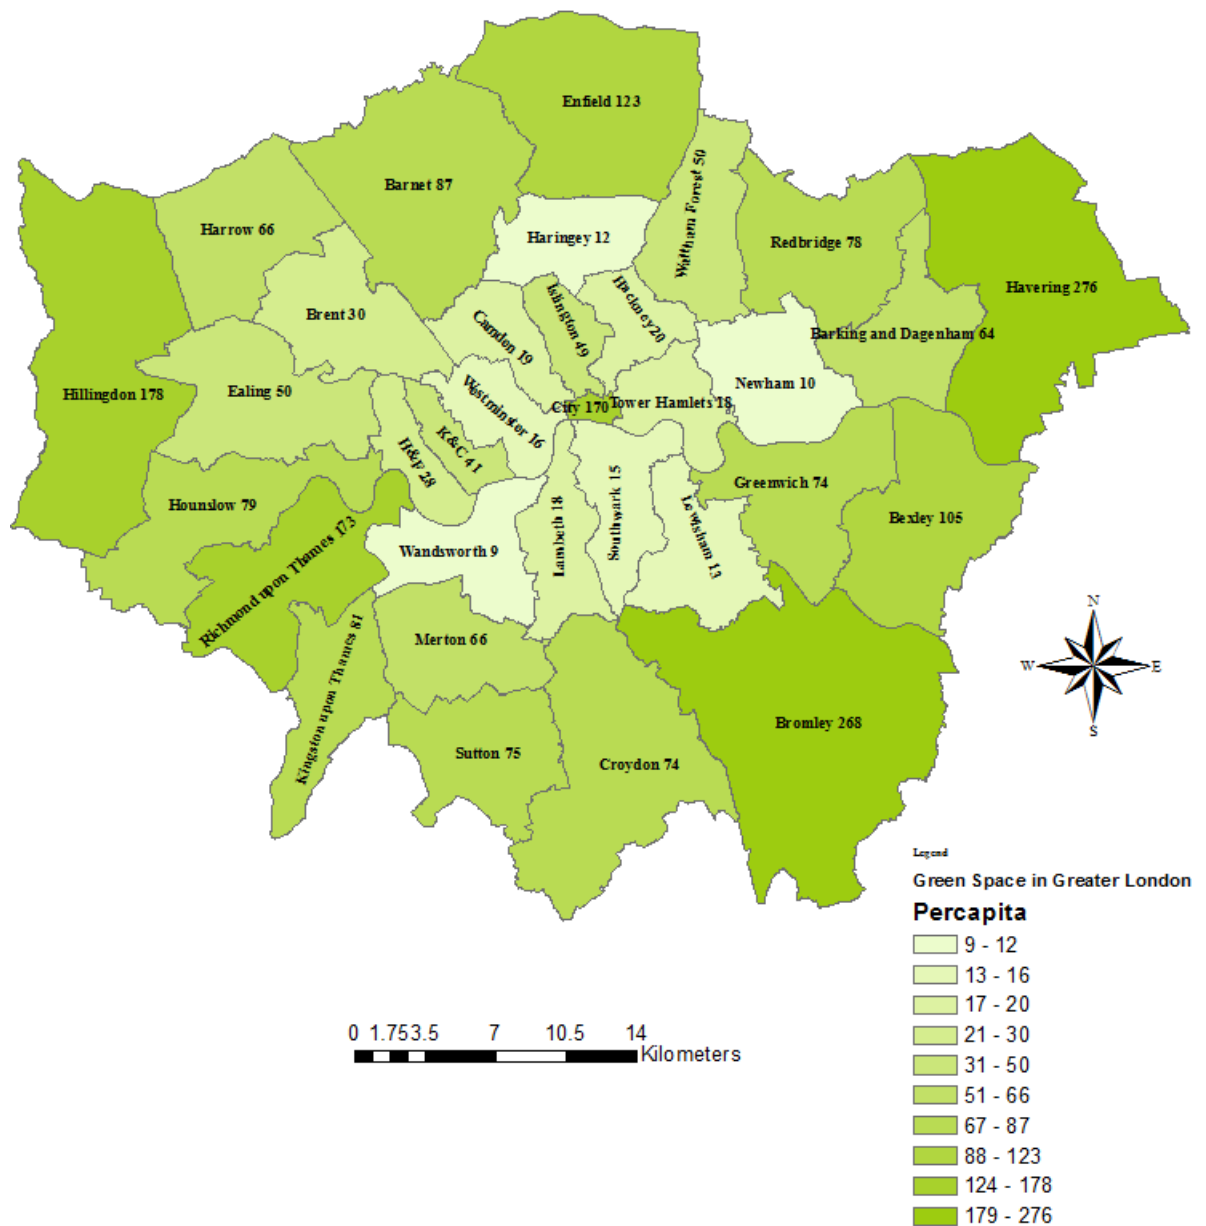 Enfield 123
Barnet 87
Waltham Forest 50
Harrow 66
Haringey 12
Redbridge 78
Havering 276
Brent 30
Camdon 19
Islington 49
Hackney20
Barking and Dagenham 64
Hillingdon 178
Ealing 50
Westminster 16
City 170
Tower Hamlets 18
Newham 10
K&C 41
H&F 28
Hounslow 79
Greenwich 74
Bexley 105
Richmond upon Thames 173
Wandsworth 9
Lambeth 18
Southwark 15
Lewisham 13
Kingston upon Thames 81
Merton 66
Sutton 75
Croydon 74
Bromley 268
N
W
E
S
Legend
Green Space in Greater London
Percapita
9 - 12
13 - 16
17 - 20
21 - 30
31 - 50
51 - 66
67 - 87
88 - 123
124 - 178
179 - 276
0 1.75 3.5 7 10.5 14
Kilometers